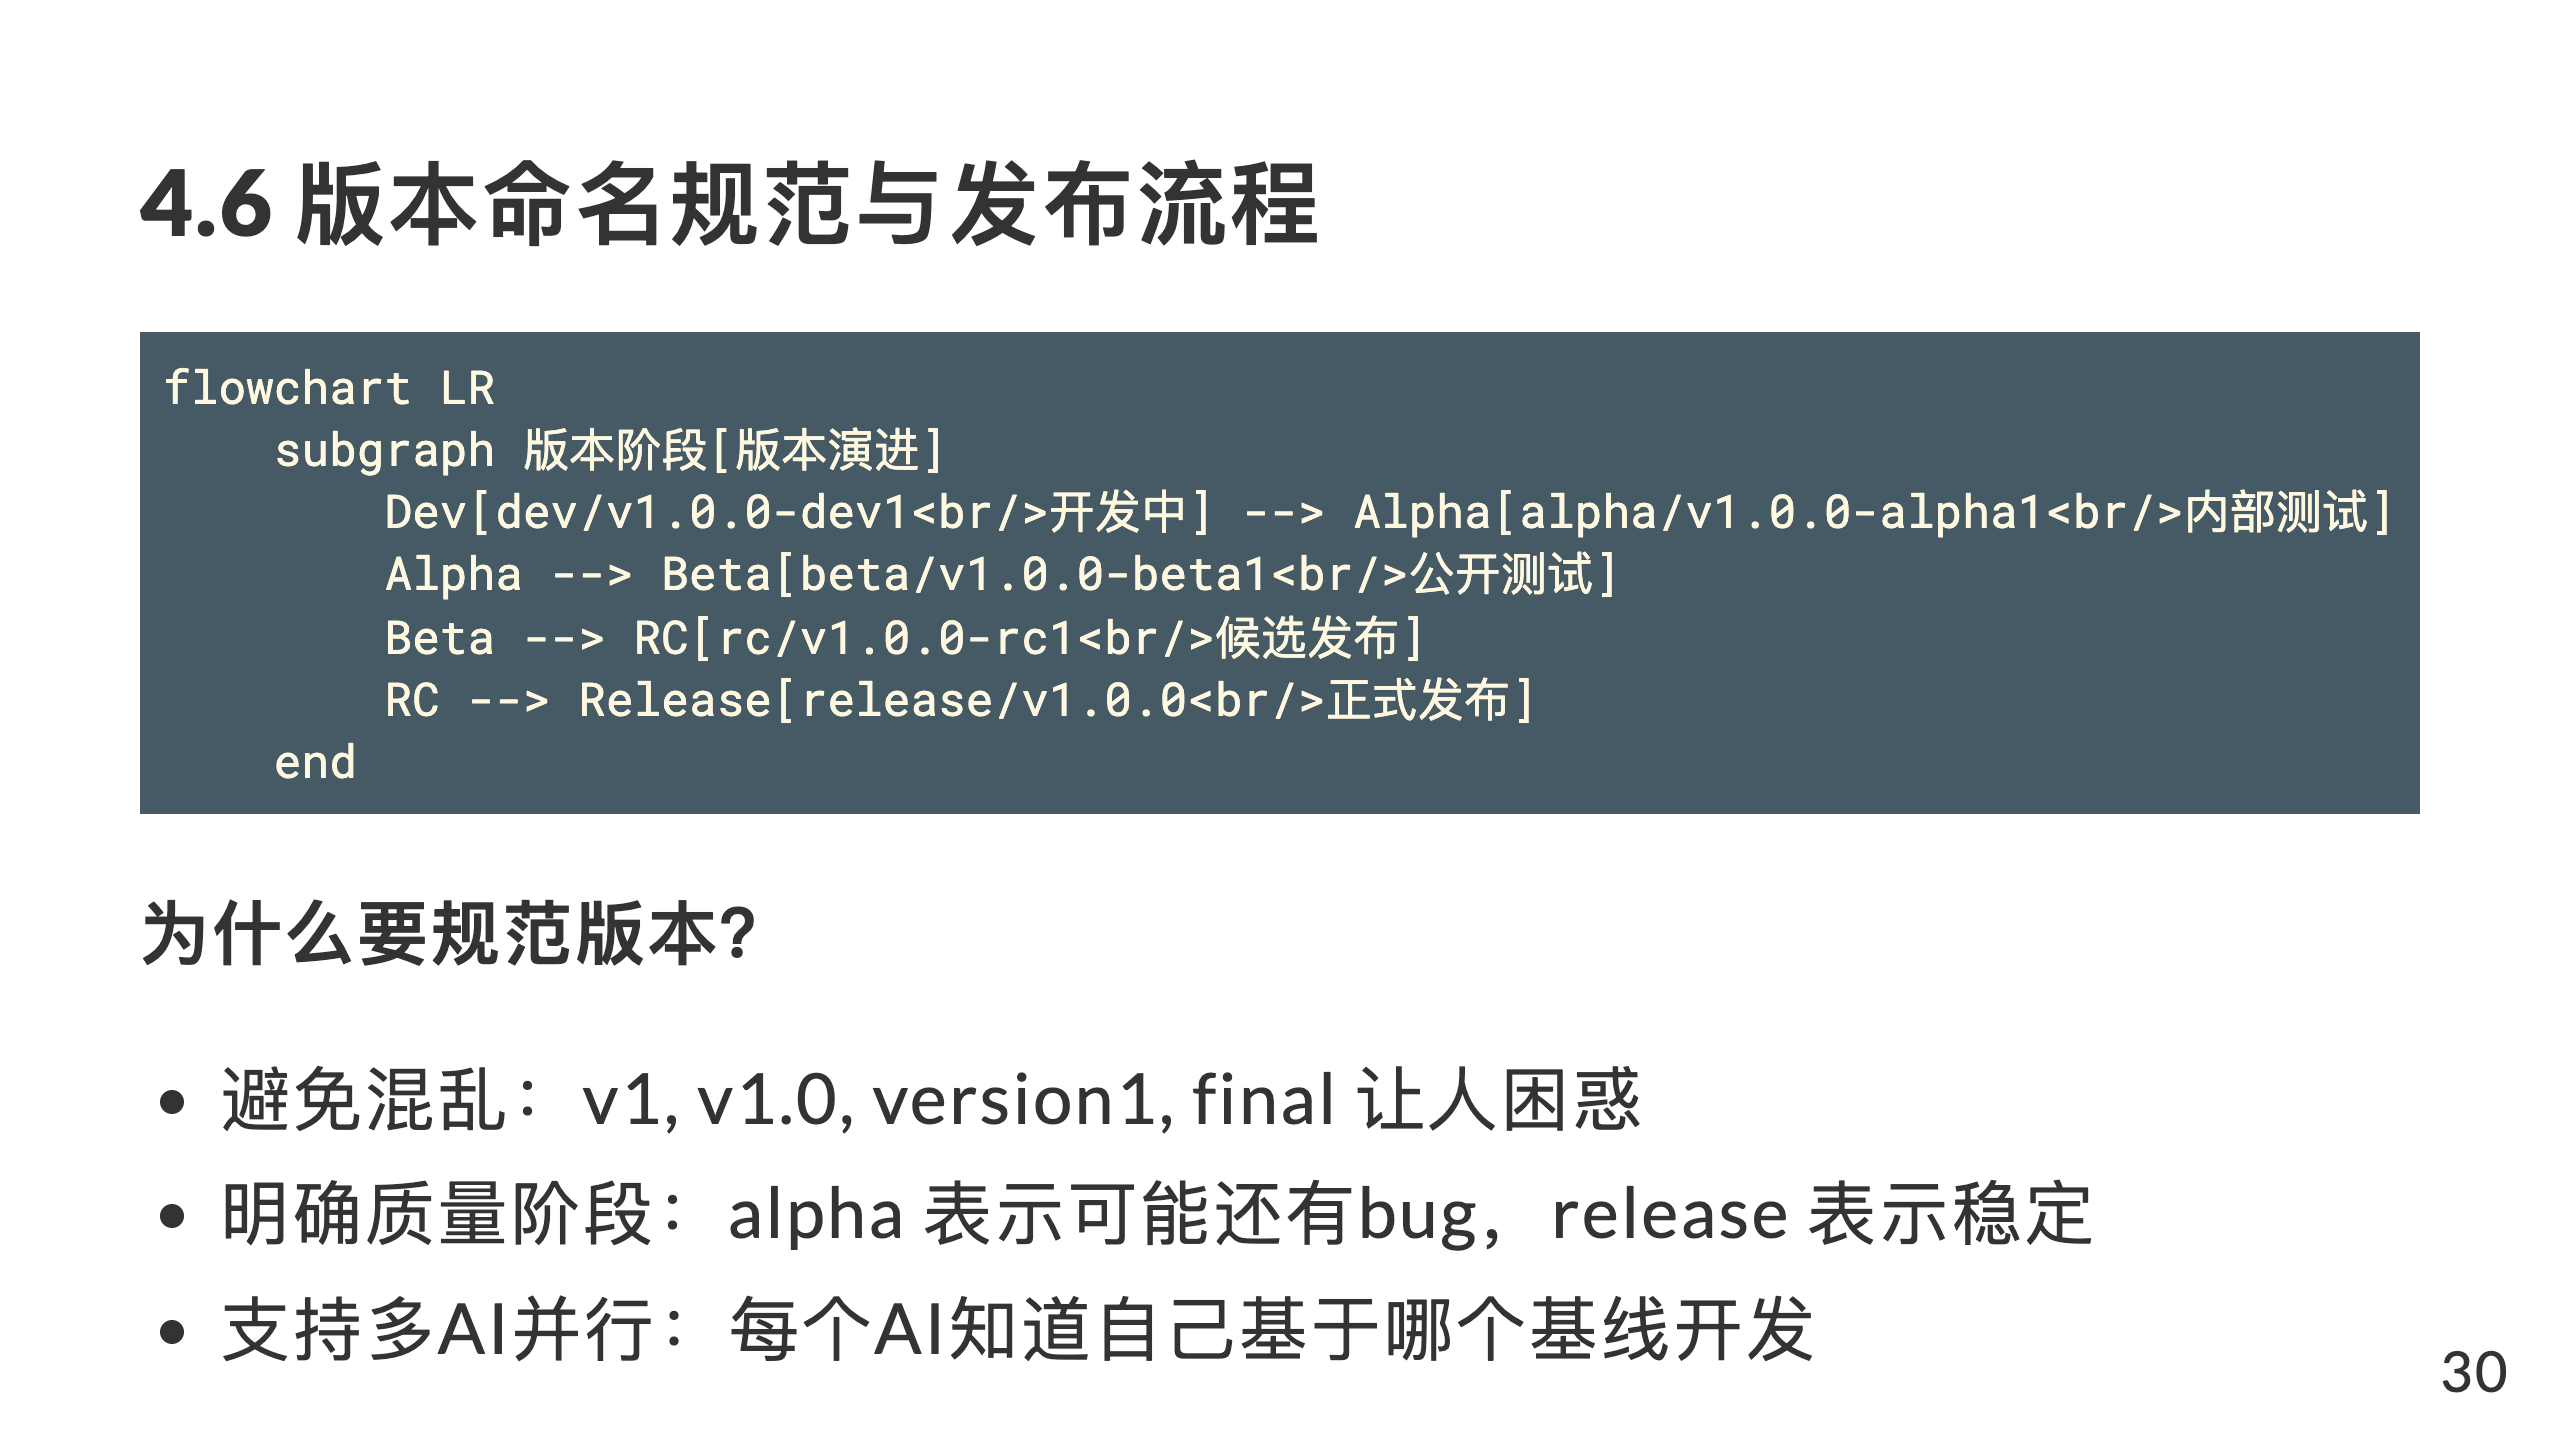 4.6 版本命名规范与发布流程
flowchart LR
    subgraph 版本阶段[版本演进]
        Dev[dev/v1.0.0-dev1<br/>开发中] --> Alpha[alpha/v1.0.0-alpha1<br/>内部测试]
        Alpha --> Beta[beta/v1.0.0-beta1<br/>公开测试]
        Beta --> RC[rc/v1.0.0-rc1<br/>候选发布]
        RC --> Release[release/v1.0.0<br/>正式发布]
    end
为什么要规范版本?
• 避免混乱：v1, v1.0, version1, final 让人困惑
• 明确质量阶段：alpha 表示可能还有bug，release 表示稳定
• 支持多AI并行：每个AI知道自己基于哪个基线开发
30